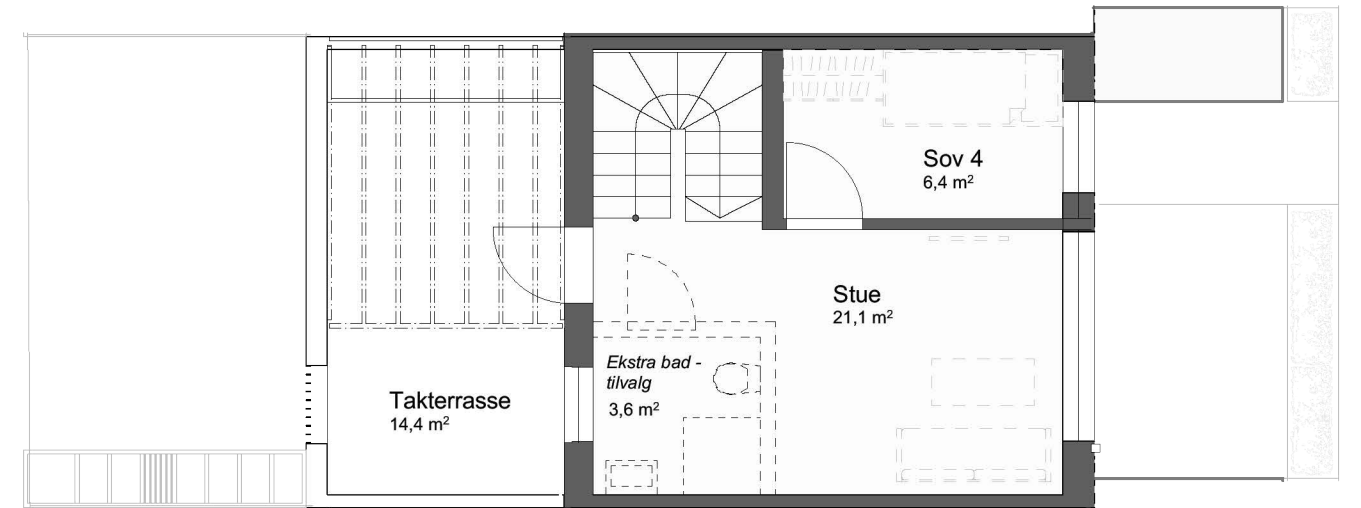 Sov 4
6,4 m²
Stue
21,1 m²
Ekstra bad -
tilvalg
3,6 m²
Takterrasse
14,4 m²